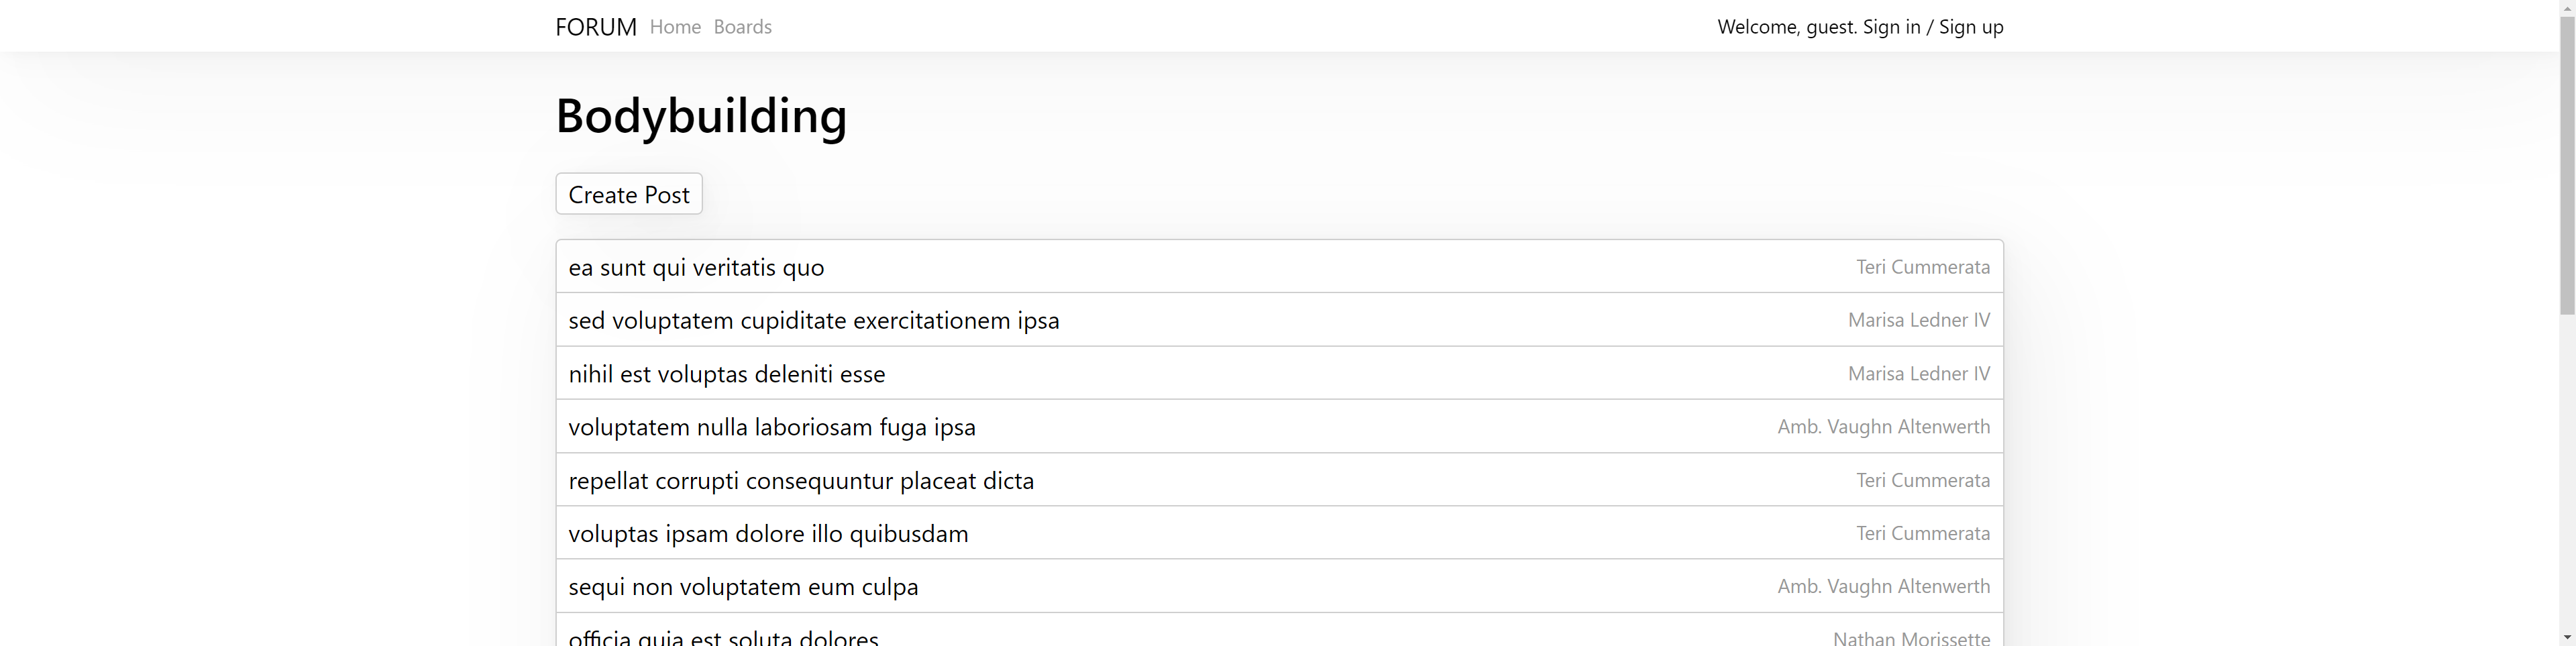 FORUM Home Boards Welcome, guest. Sign in / Sign up
Bodybuilding
Create Post
ea sunt qui veritatis quo Teri Cummerata
sed voluptatem cupiditate exercitationem ipsa Marisa Ledner IV
nihil est voluptas deleniti esse Marisa Ledner IV
voluptatem nulla laboriosam fuga ipsa Amb. Vaughn Altenwerth
repellat corrupti consequuntur placeat dicta Teri Cummerata
voluptas ipsam dolore illo quibusdam Teri Cummerata
sequi non voluptatem eum culpa Amb. Vaughn Altenwerth
officia quia est soluta dolores Nathan Morissette